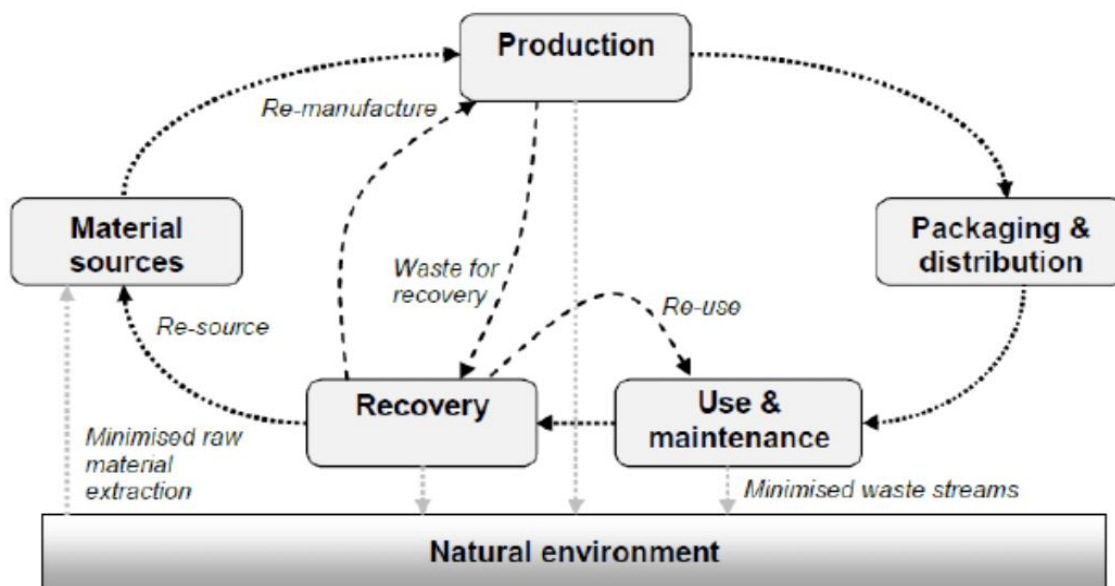 Production
Re-manufacture
Material
sources
Packaging &
distribution
Waste for
recovery
Re-use
Re-source
Recovery
Use &
maintenance
Minimised raw
material
extraction
Minimised waste streams
Natural environment